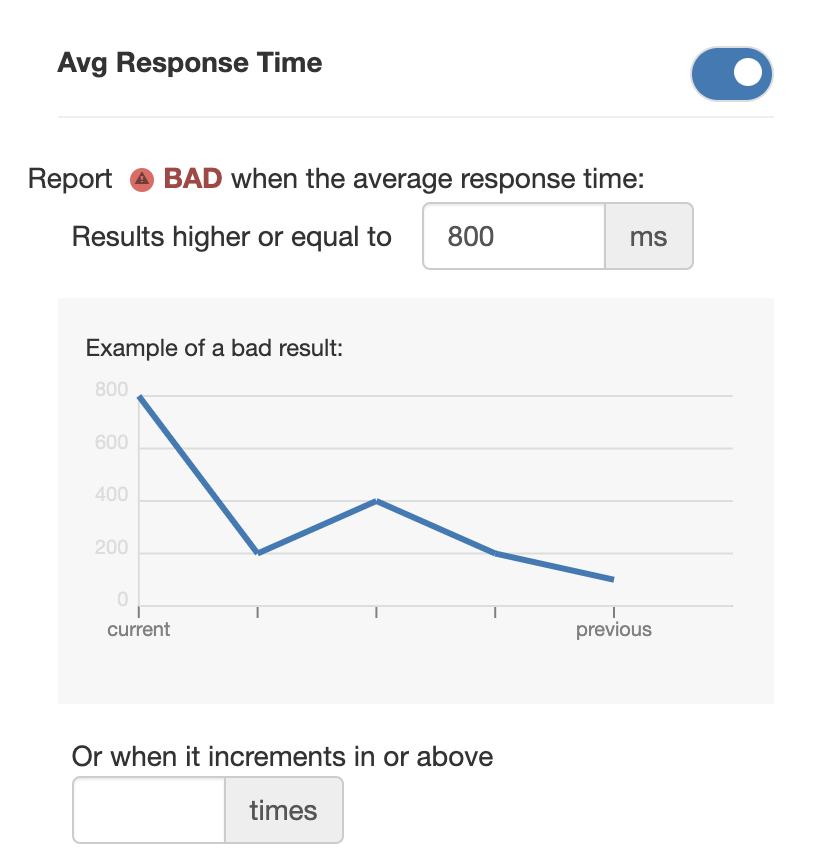 Avg Response Time
Report BAD when the average response time:
Results higher or equal to 800 ms
Example of a bad result:
800
600
400
200
0
current previous
Or when it increments in or above
times